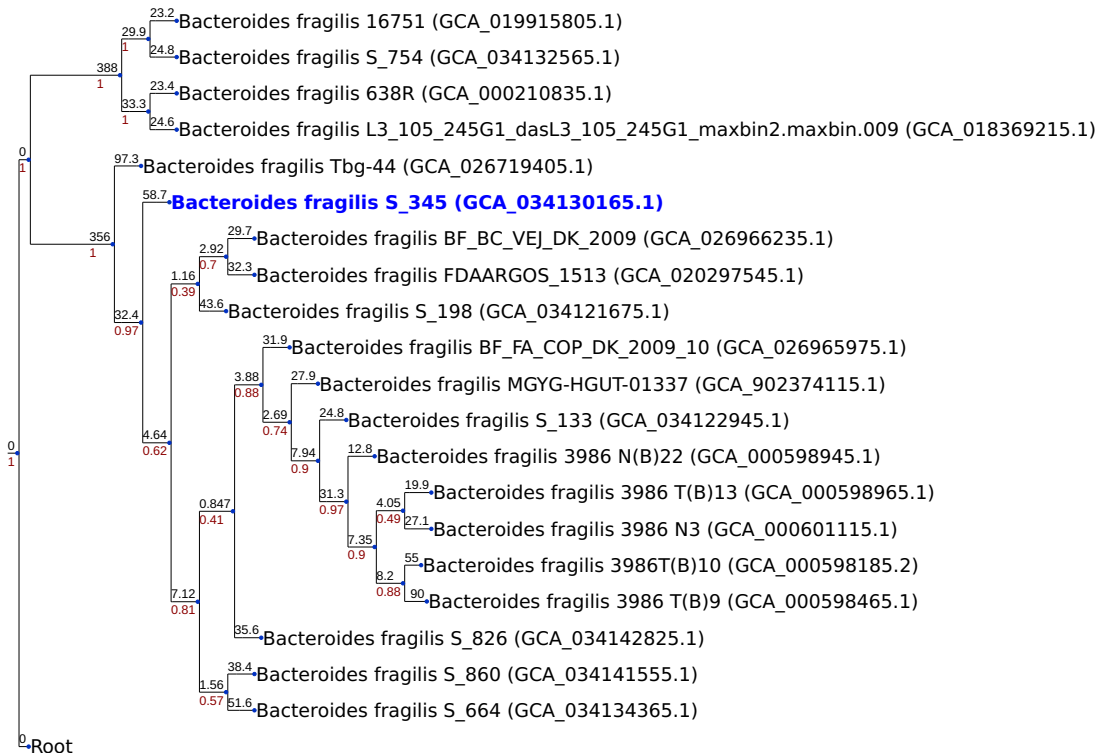 23.2
Bacteroides fragilis 16751 (GCA_019915805.1)
29.9
1
24.8
Bacteroides fragilis S_754 (GCA_034132565.1)
388
1
23.4
Bacteroides fragilis 638R (GCA_000210835.1)
33.3
1
24.6
Bacteroides fragilis L3_105_245G1_dasL3_105_245G1_maxbin2.maxbin.009 (GCA_018369215.1)
0
1
97.3
Bacteroides fragilis Tbg-44 (GCA_026719405.1)
58.7
Bacteroides fragilis S_345 (GCA_034130165.1)
356
1
29.7
Bacteroides fragilis BF_BC_VEJ_DK_2009 (GCA_026966235.1)
2.92
0.7
32.3
Bacteroides fragilis FDAARGOS_1513 (GCA_020297545.1)
1.16
0.39
43.6
Bacteroides fragilis S_198 (GCA_034121675.1)
32.4
0.97
31.9
Bacteroides fragilis BF_FA_COP_DK_2009_10 (GCA_026965975.1)
3.88
0.88
27.9
Bacteroides fragilis MGYG-HGUT-01337 (GCA_902374115.1)
2.69
0.74
24.8
Bacteroides fragilis S_133 (GCA_034122945.1)
4.64
0.62
7.94
0.9
12.8
Bacteroides fragilis 3986 N(B)22 (GCA_000598945.1)
0
1
31.3
0.97
19.9
Bacteroides fragilis 3986 T(B)13 (GCA_000598965.1)
0.847
0.41
4.05
0.49
27.1
Bacteroides fragilis 3986 N3 (GCA_000601115.1)
7.35
0.9
55
Bacteroides fragilis 3986T(B)10 (GCA_000598185.2)
8.2
0.88
90
Bacteroides fragilis 3986 T(B)9 (GCA_000598465.1)
7.12
0.81
35.6
Bacteroides fragilis S_826 (GCA_034142825.1)
38.4
Bacteroides fragilis S_860 (GCA_034141555.1)
1.56
0.57
51.6
Bacteroides fragilis S_664 (GCA_034134365.1)
0
Root